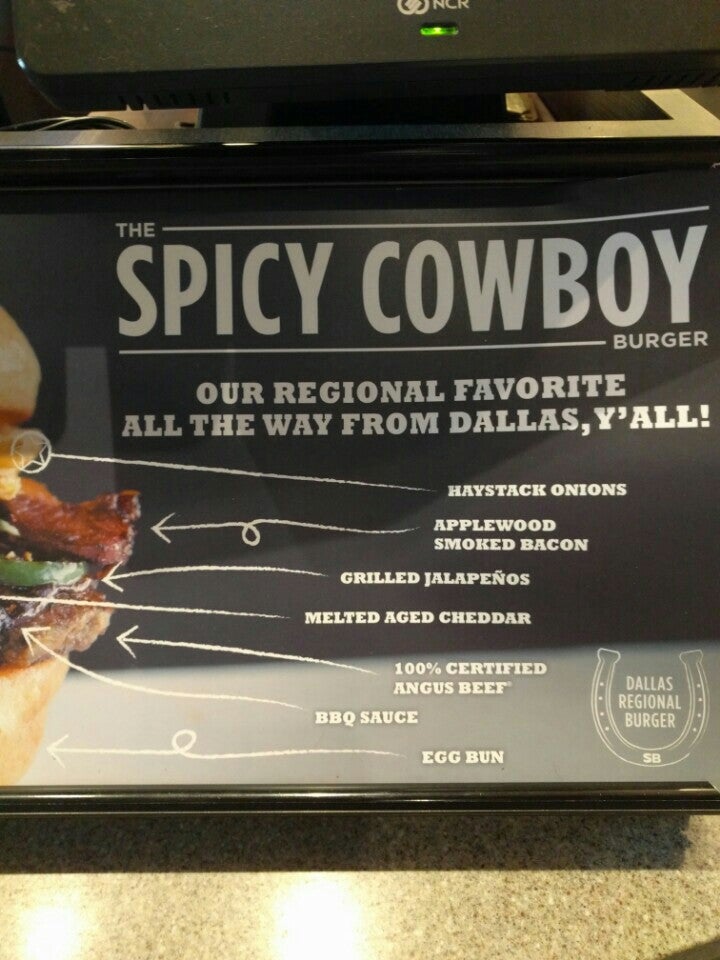 NCR
THE
SPICY COWBOY
BURGER
OUR REGIONAL FAVORITE
ALL THE WAY FROM DALLAS, Y'ALL!
HAYSTACK ONIONS
APPLEWOOD
SMOKED BACON
GRILLED JALAPEÑOS
MELTED AGED CHEDDAR
100% CERTIFIED
ANGUS BEEF®
BBQ SAUCE
EGG BUN
DALLAS
REGIONAL
BURGER
SB